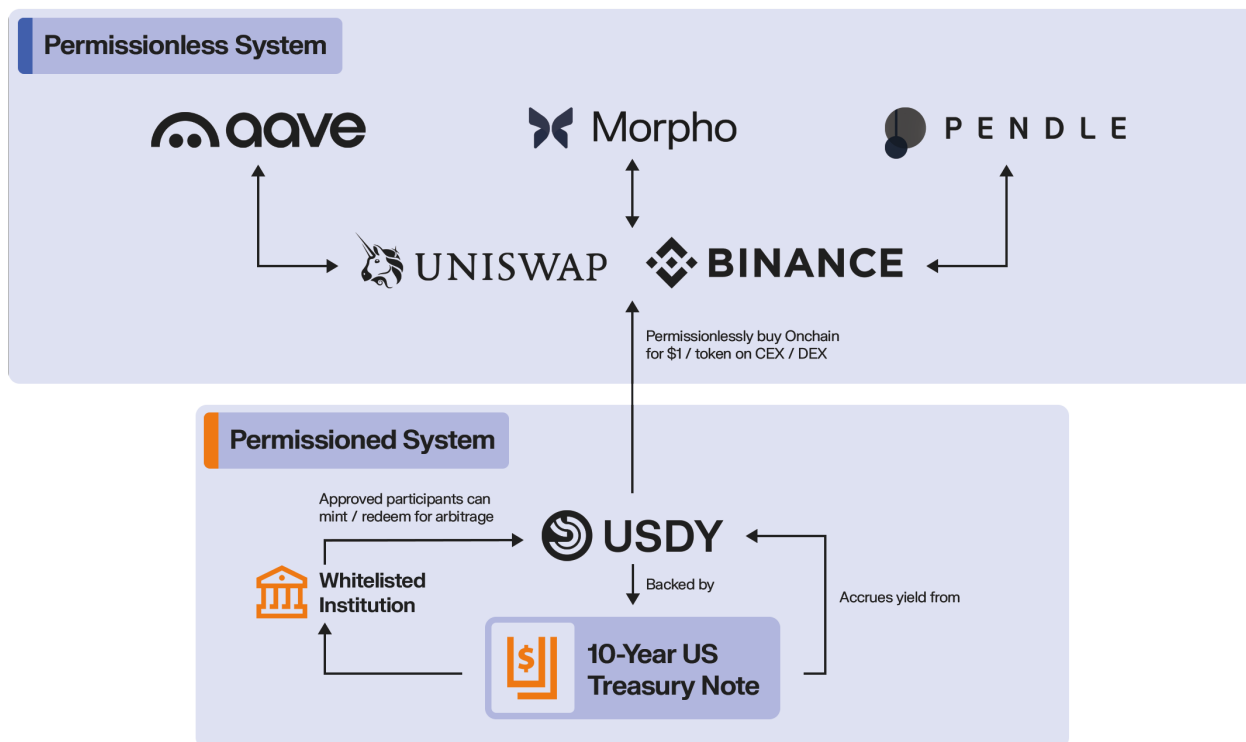 Permissionless System
aave
Morpho
PENDLE
UNISWAP
BINANCE
Permissionlessly buy Onchain
for $1 / token on CEX / DEX
Permissioned System
Approved participants can
mint / redeem for arbitrage
USDY
Whitelisted
Institution
Backed by
Accrues yield from
$
10-Year US
Treasury Note